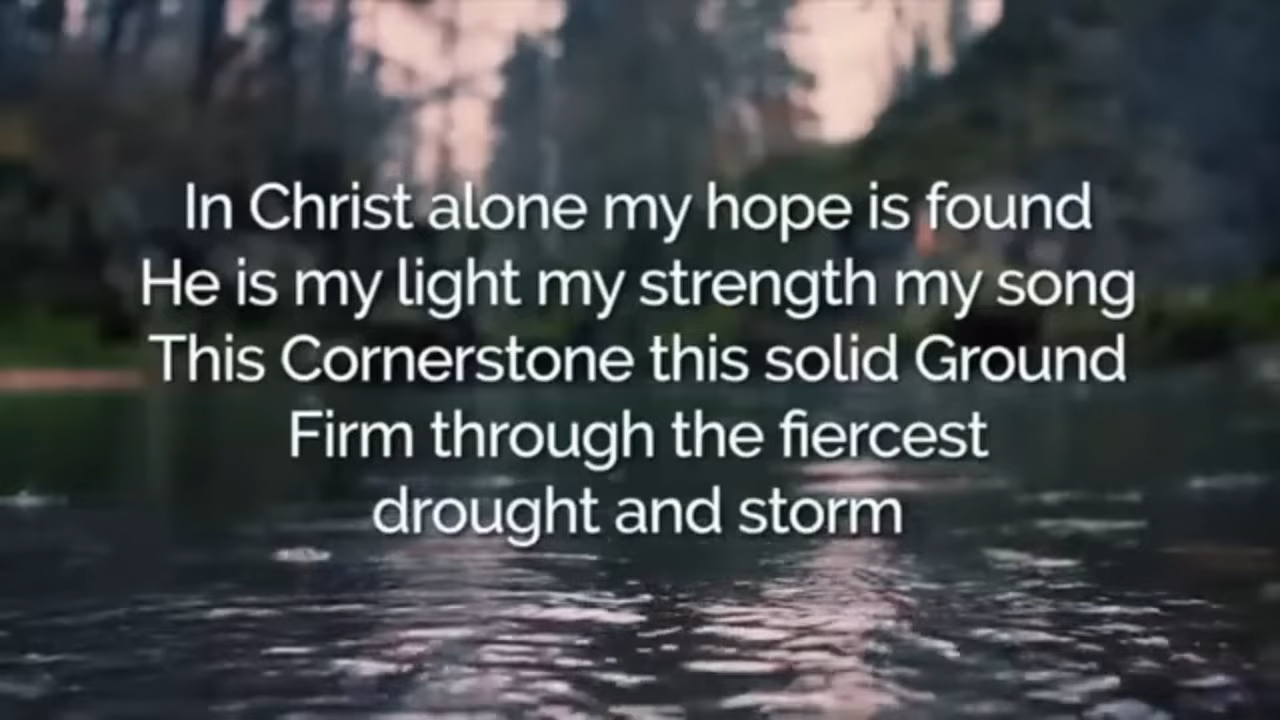 In Christ alone my hope is found
He is my light my strength my song
This Cornerstone this solid Ground
Firm through the fiercest
drought and storm